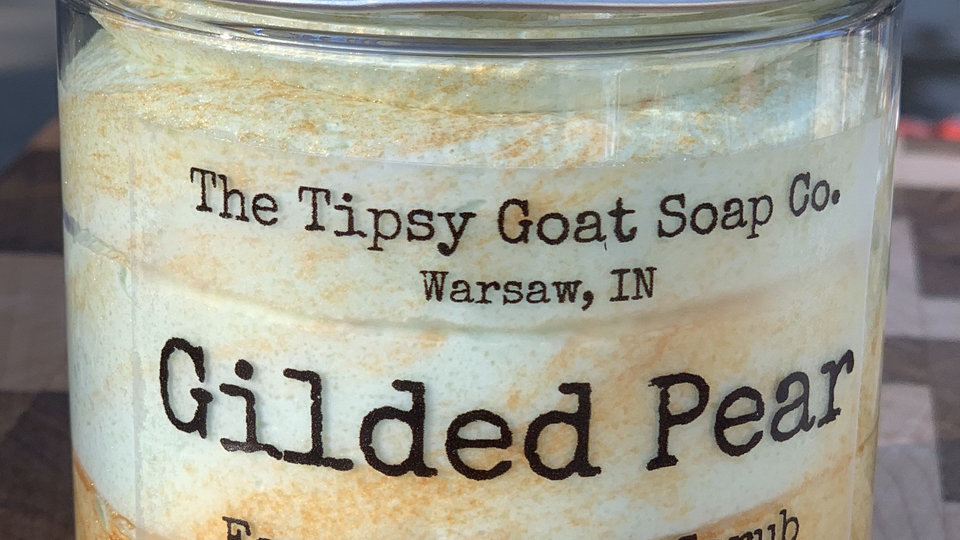 The Tipsy Goat Soap Co.
Warsaw, IN
Gilded Pear